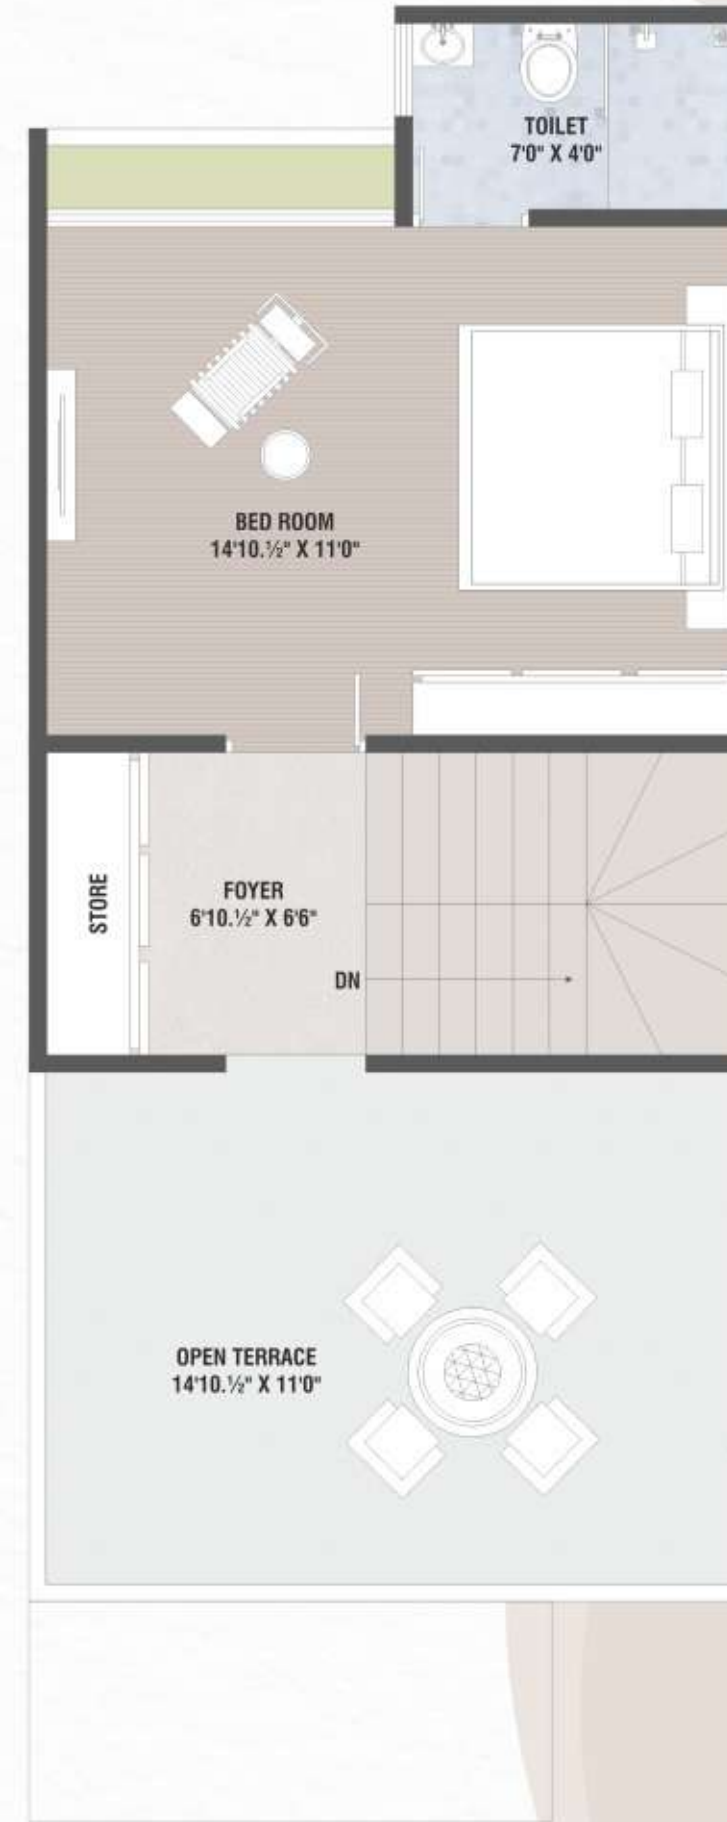 TOILET
7'0" X 4'0"
BED ROOM
14'10.½" X 11'0"
STORE
FOYER
6'10.½" X 6'6"
DN
OPEN TERRACE
14'10.½" X 11'0"